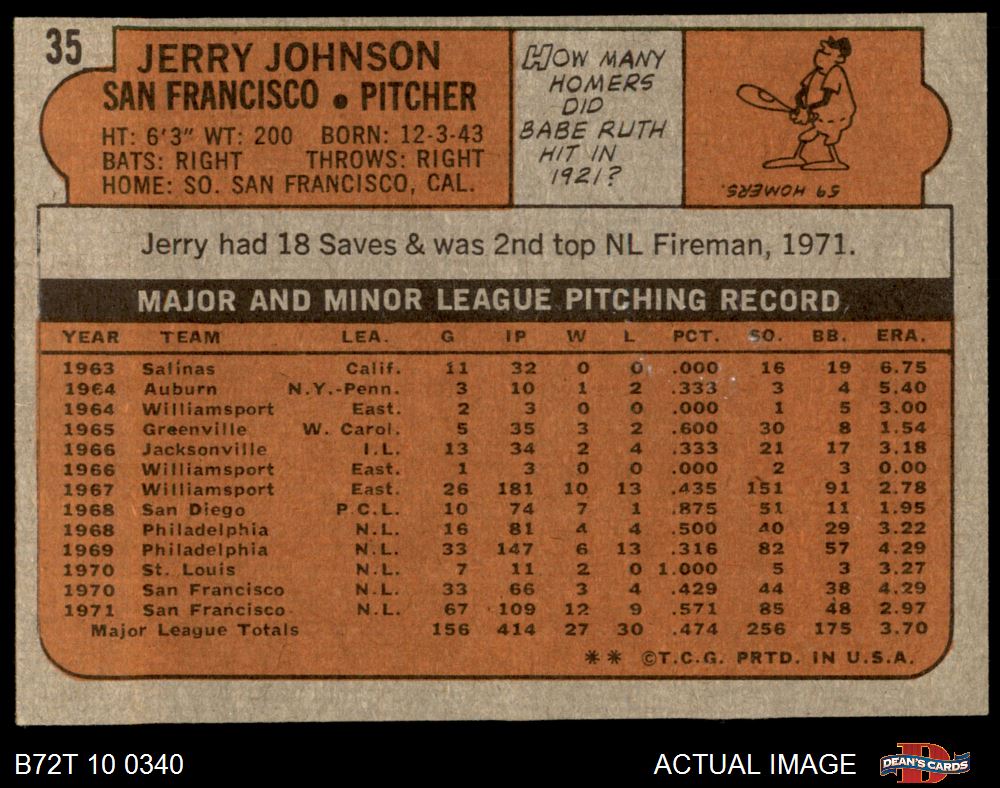 35
JERRY JOHNSON
SAN FRANCISCO • PITCHER
HT: 6'3" WT: 200 BORN: 12-3-43
BATS: RIGHT THROWS: RIGHT
HOME: SO. SAN FRANCISCO, CAL.
HOW MANY
HOMERS
DID
BABE RUTH
HIT IN
1921?
59 HOMERS.
Jerry had 18 Saves & was 2nd top NL Fireman, 1971.
MAJOR AND MINOR LEAGUE PITCHING RECORD
YEAR TEAM LEA. G IP W L PCT. SO. BB. ERA.
1963 Salinas Calif. 11 32 0 0 .000 16 19 6.75
1964 Auburn N.Y.-Penn. 3 10 1 2 .333 3 4 5.40
1964 Williamsport East. 2 3 0 0 .000 1 5 3.00
1965 Greenville W. Carol. 5 35 3 2 .600 30 8 1.54
1966 Jacksonville I.L. 13 34 2 4 .333 21 17 3.18
1966 Williamsport East. 1 3 0 0 .000 2 3 0.00
1967 Williamsport East. 26 181 10 13 .435 151 91 2.78
1968 San Diego P.C.L. 10 74 7 1 .875 51 11 1.95
1968 Philadelphia N.L. 16 81 4 4 .500 40 29 3.22
1969 Philadelphia N.L. 33 147 6 13 .316 82 57 4.29
1970 St. Louis N.L. 7 11 2 0 1.000 5 3 3.27
1970 San Francisco N.L. 33 66 3 4 .429 44 38 4.29
1971 San Francisco N.L. 67 109 12 9 .571 85 48 2.97
Major League Totals 156 414 27 30 .474 256 175 3.70
** ©T.C.G. PRTD. IN U.S.A.
B72T 10 0340
ACTUAL IMAGE
D
DEAN'S CARDS